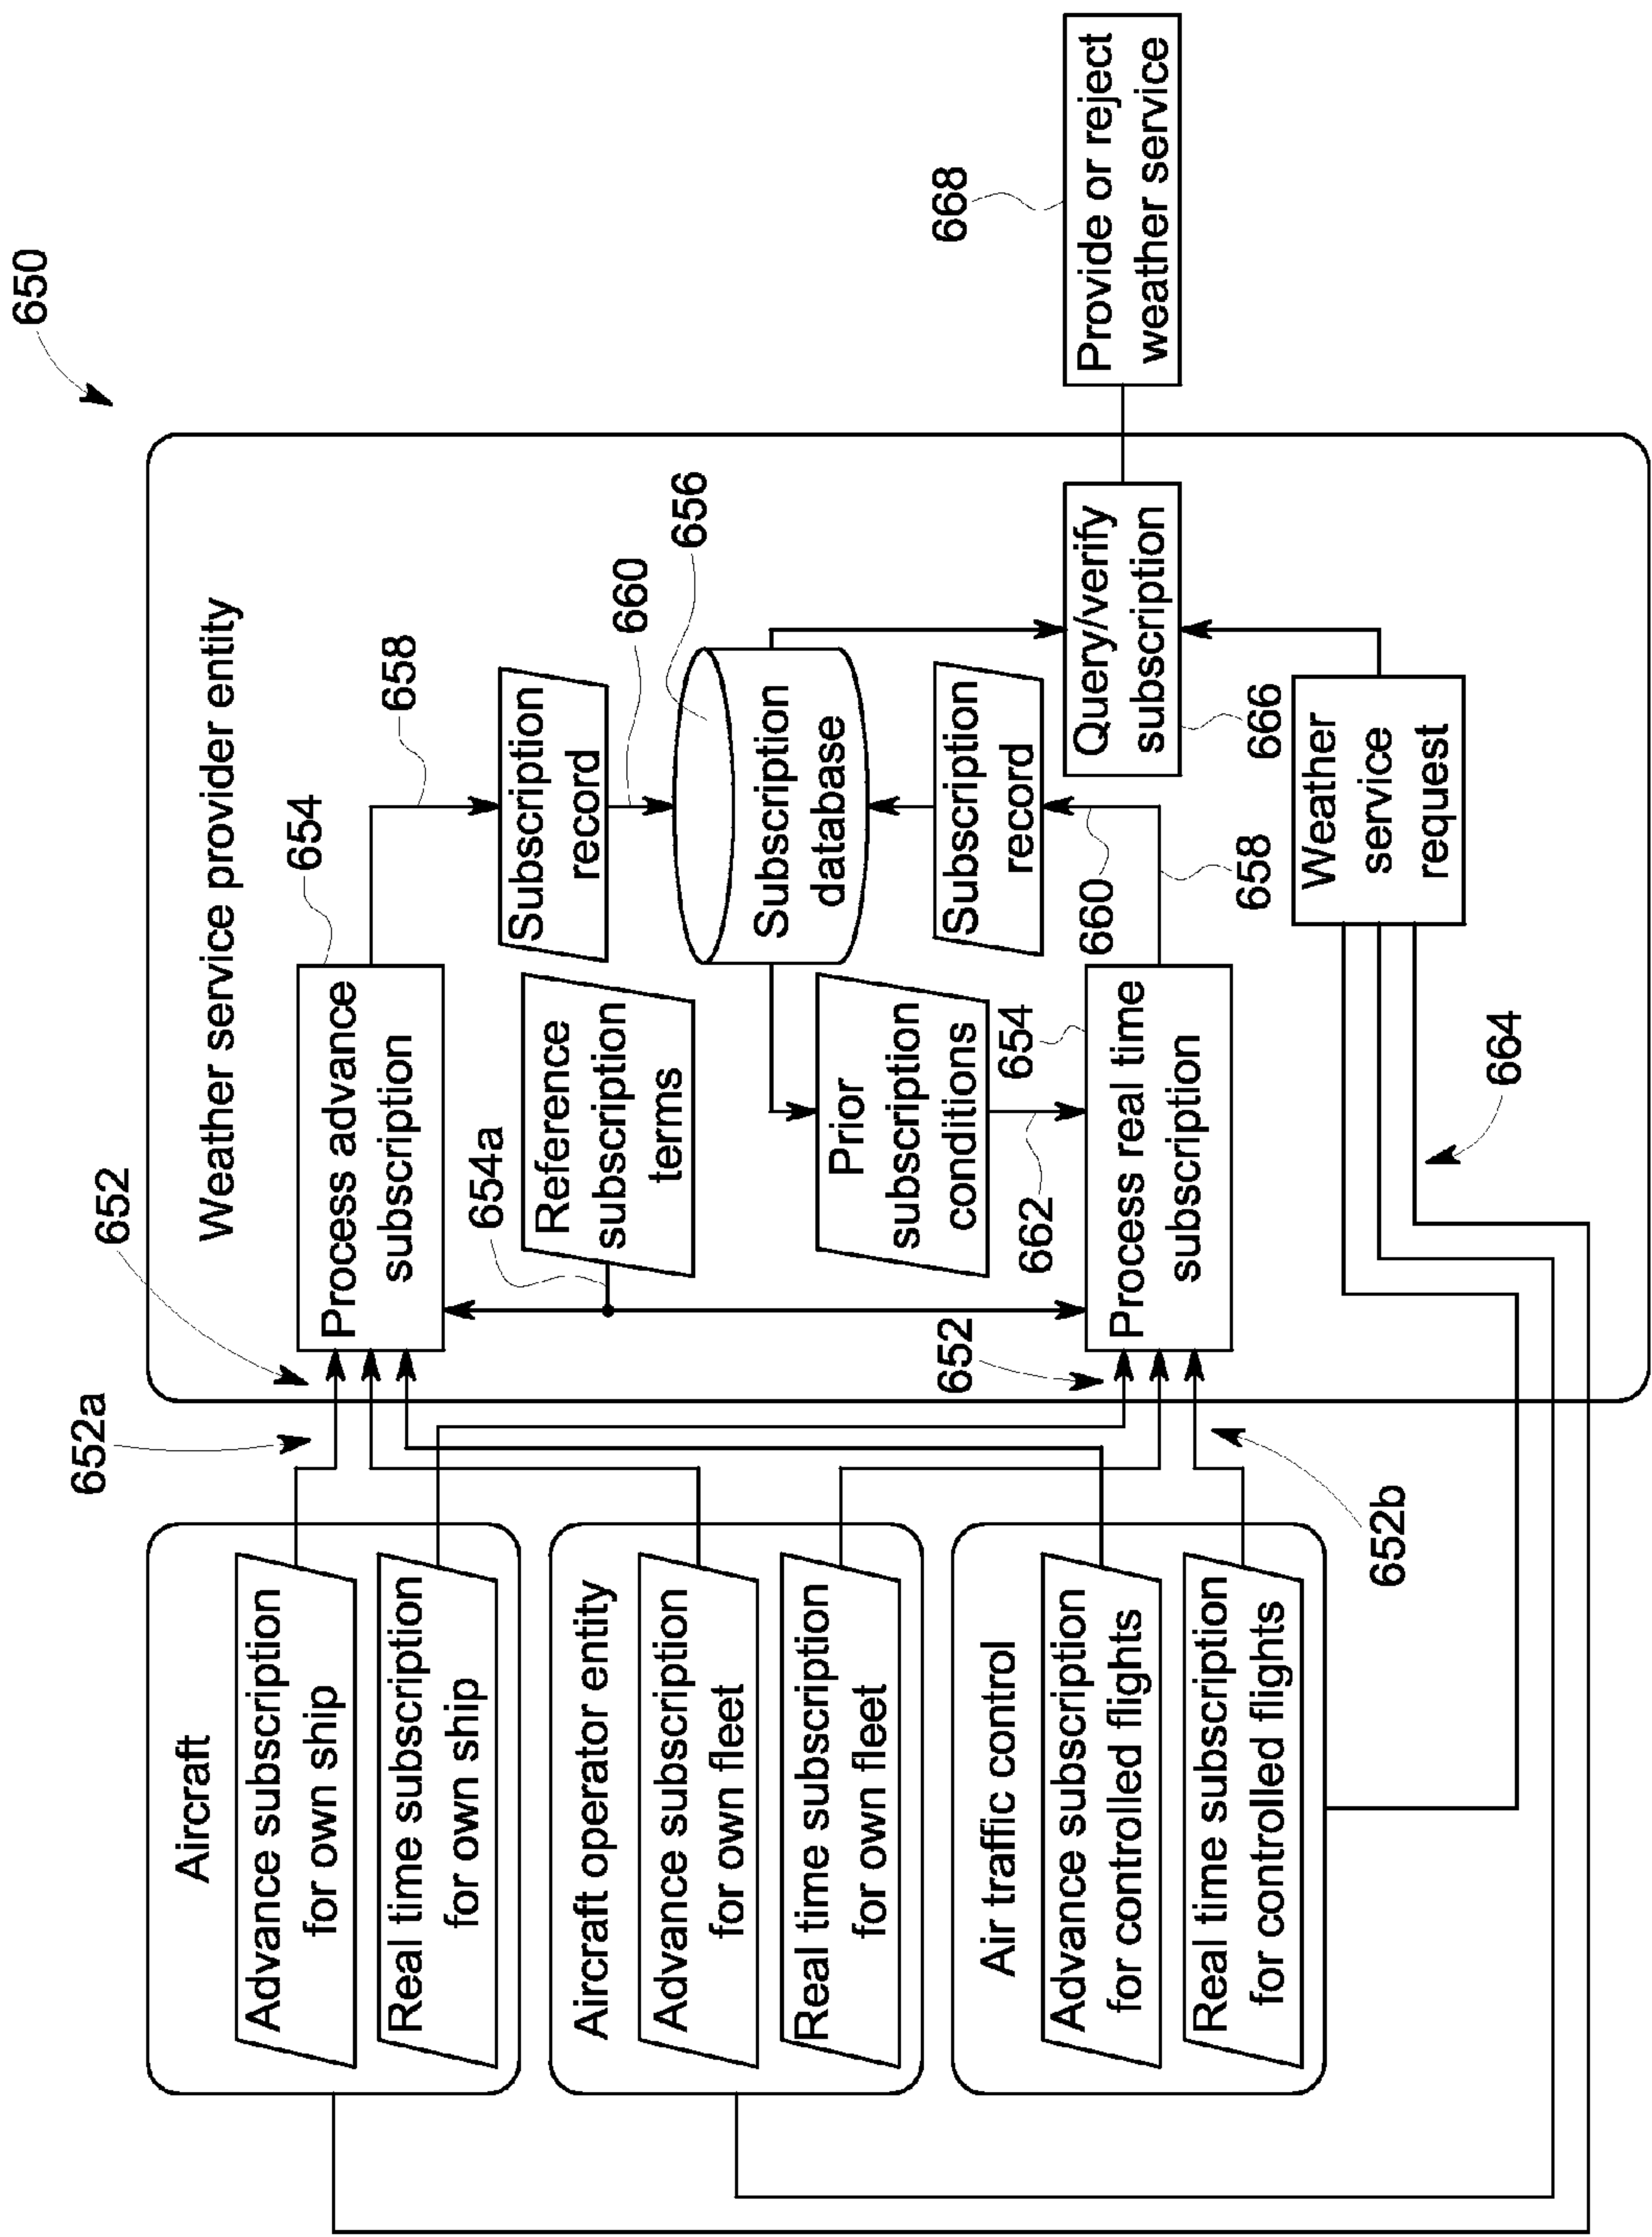 650
Aircraft
Advance subscription
for own ship
Real time subscription
for own ship
Aircraft operator entity
Advance subscription
for own fleet
Real time subscription
for own fleet
Air traffic control
Advance subscription
for controlled flights
Real time subscription
for controlled flights
652a
652
652
652b
Weather service provider entity
Process advance
subscription
654
658
654a
Reference
subscription
terms
Subscription
record
660
656
Subscription
database
Prior
subscription
conditions
662
654
Subscription
record
660
658
Process real time
subscription
Query/verify
subscription
666
Weather
service
request
664
668
Provide or reject
weather service